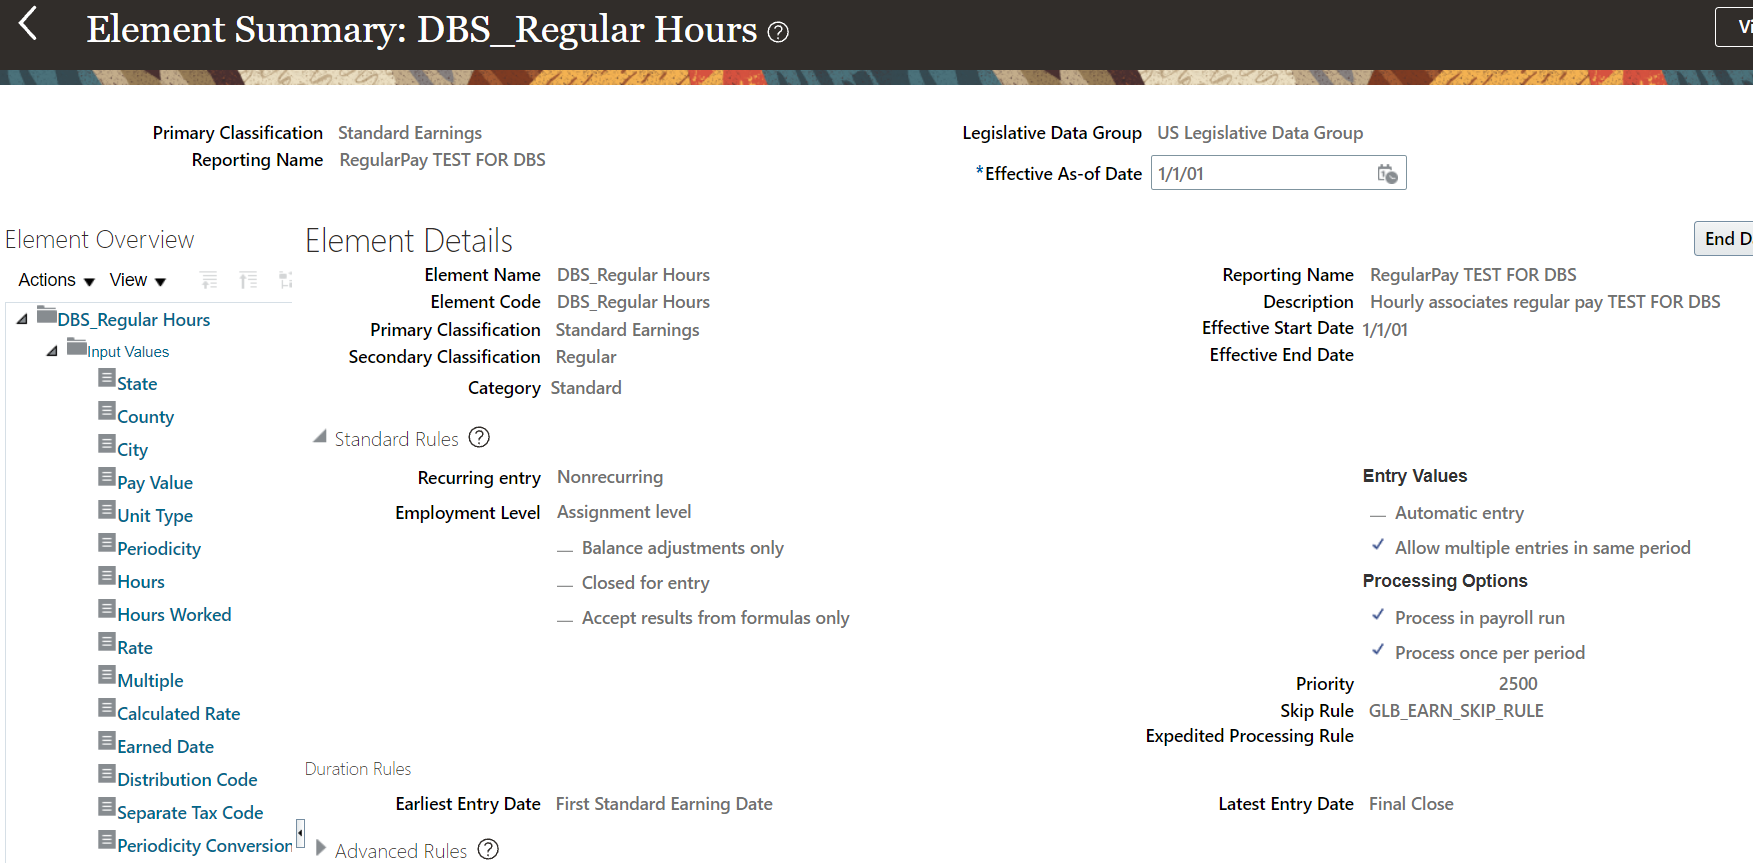 Element Summary: DBS_Regular Hours ?
Vi
Primary Classification Standard Earnings
Reporting Name RegularPay TEST FOR DBS
Legislative Data Group US Legislative Data Group
*Effective As-of Date 1/1/01
Element Overview
Actions View
DBS_Regular Hours
Input Values
State
County
City
Pay Value
Unit Type
Periodicity
Hours
Hours Worked
Rate
Multiple
Calculated Rate
Earned Date
Distribution Code
Separate Tax Code
Periodicity Conversion
Element Details
End D
Element Name DBS_Regular Hours
Element Code DBS_Regular Hours
Primary Classification Standard Earnings
Secondary Classification Regular
Category Standard
Reporting Name RegularPay TEST FOR DBS
Description Hourly associates regular pay TEST FOR DBS
Effective Start Date 1/1/01
Effective End Date
Standard Rules ?
Recurring entry Nonrecurring
Employment Level Assignment level
Balance adjustments only
Closed for entry
Accept results from formulas only
Entry Values
Automatic entry
Allow multiple entries in same period
Processing Options
Process in payroll run
Process once per period
Priority 2500
Skip Rule GLB_EARN_SKIP_RULE
Expedited Processing Rule
Duration Rules
Earliest Entry Date First Standard Earning Date
Latest Entry Date Final Close
Advanced Rules ?